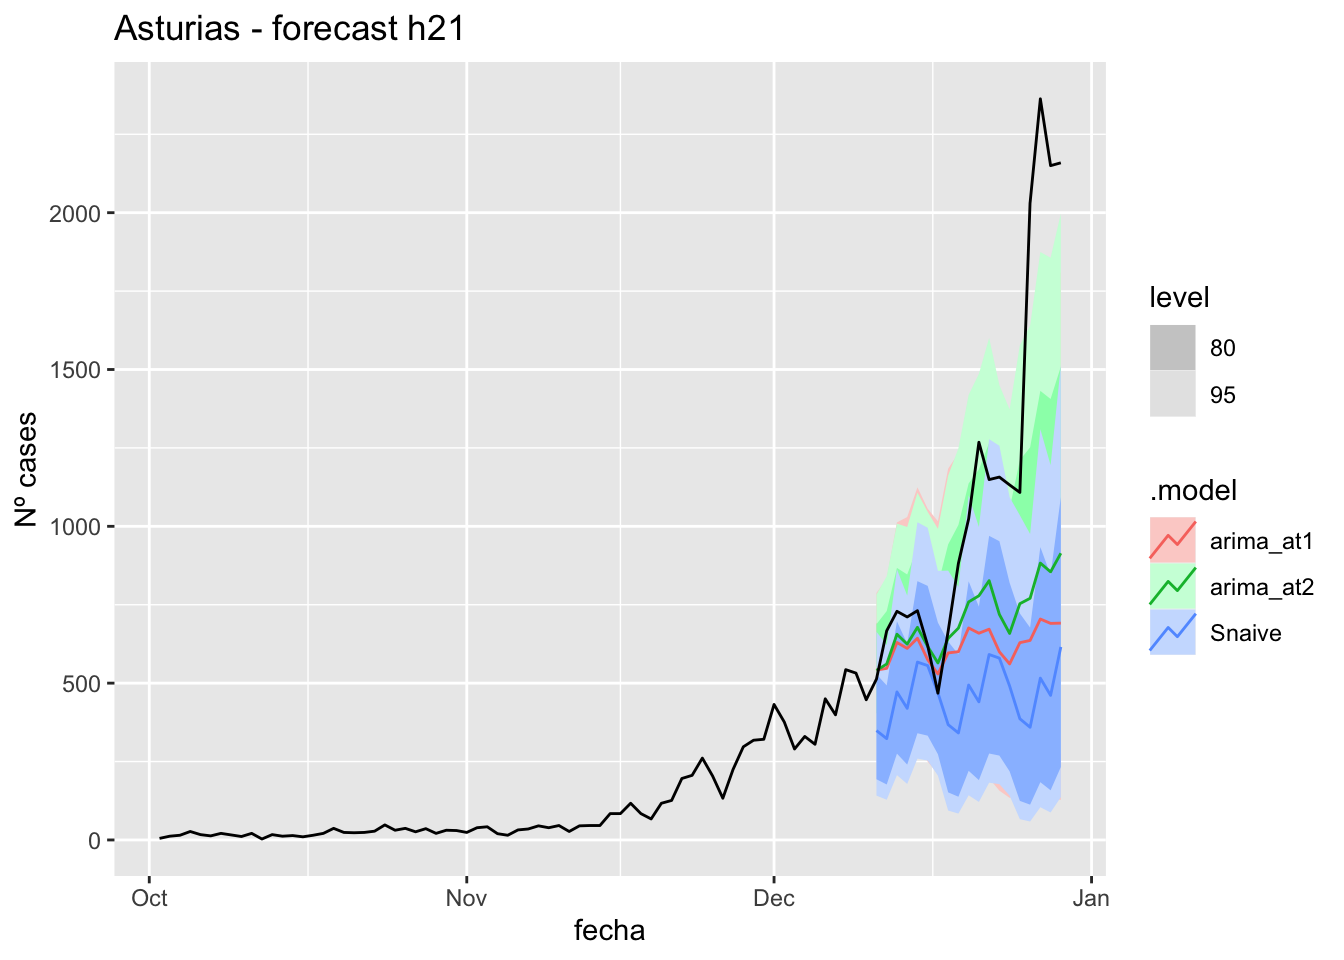 Asturias - forecast h21
Nº cases
2000
1500
1000
500
0
Oct
Nov
Dec
Jan
fecha
level
80
95
.model
arima_at1
arima_at2
Snaive